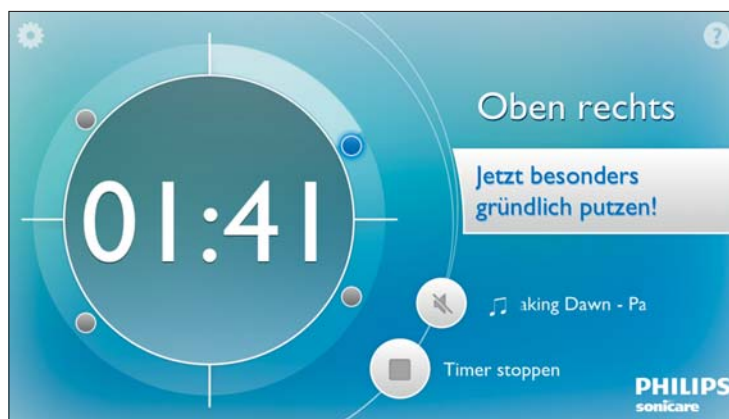 ?
Oben rechts
Jetzt besonders
gründlich putzen!
01:41
aking Dawn - Pa
Timer stoppen
PHILIPS
sonicare